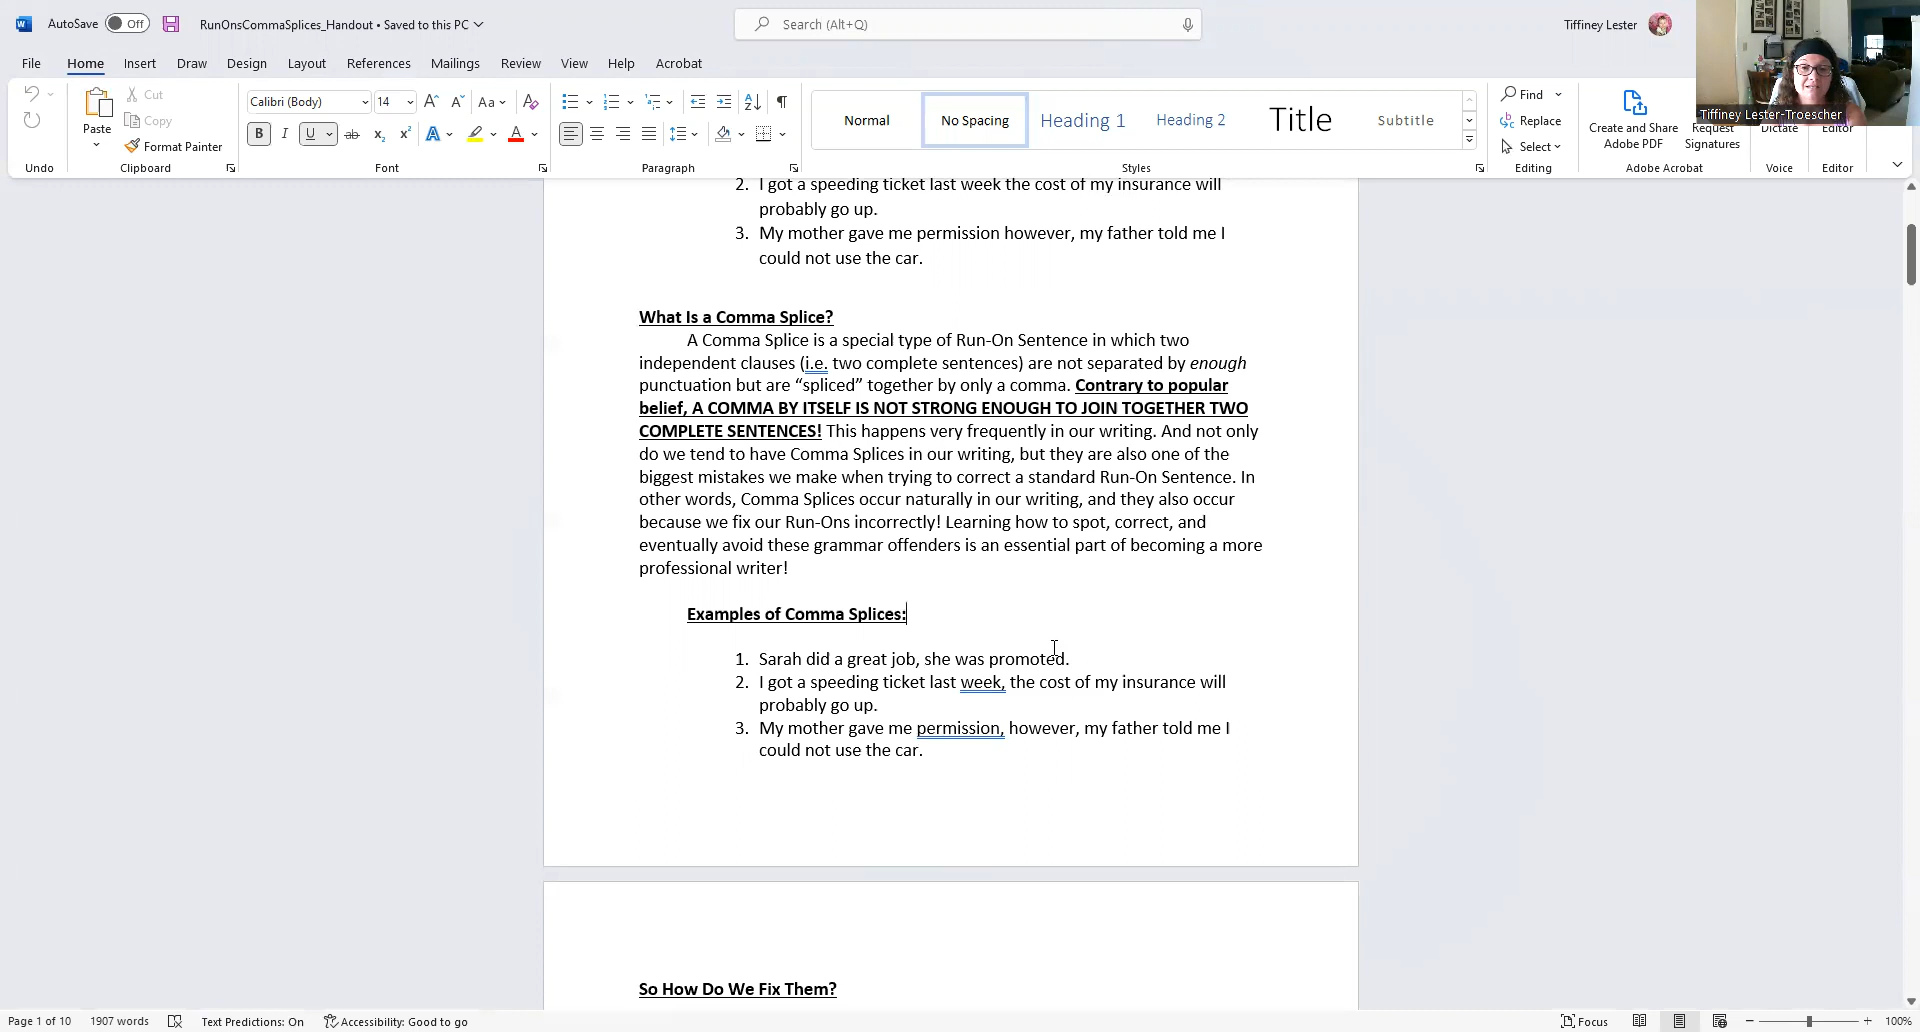 AutoSave Off RunOnsCommaSplices_Handout • Saved to this PC Search (Alt+Q) Tiffiney Lester
File Home Insert Draw Design Layout References Mailings Review View Help Acrobat
Undo
Paste
Cut
Copy
Format Painter
Clipboard
Calibri (Body) 14
Font
Paragraph
Normal No Spacing Heading 1 Heading 2 Title Subtitle
Styles
Find
Replace
Select
Editing
Create and Share
Adobe PDF
Request
Signatures
Adobe Acrobat
Dictate
Voice
Editor
Editor
Tiffiney Lester-Troescher
2. I got a speeding ticket last week the cost of my insurance will
probably go up.
3. My mother gave me permission however, my father told me I
could not use the car.
What Is a Comma Splice?
A Comma Splice is a special type of Run-On Sentence in which two
independent clauses (i.e. two complete sentences) are not separated by enough
punctuation but are “spliced” together by only a comma. Contrary to popular
belief, A COMMA BY ITSELF IS NOT STRONG ENOUGH TO JOIN TOGETHER TWO
COMPLETE SENTENCES! This happens very frequently in our writing. And not only
do we tend to have Comma Splices in our writing, but they are also one of the
biggest mistakes we make when trying to correct a standard Run-On Sentence. In
other words, Comma Splices occur naturally in our writing, and they also occur
because we fix our Run-Ons incorrectly! Learning how to spot, correct, and
eventually avoid these grammar offenders is an essential part of becoming a more
professional writer!
Examples of Comma Splices:
1. Sarah did a great job, she was promoted.
2. I got a speeding ticket last week, the cost of my insurance will
probably go up.
3. My mother gave me permission, however, my father told me I
could not use the car.
So How Do We Fix Them?
Page 1 of 10 1907 words Text Predictions: On Accessibility: Good to go Focus 100%